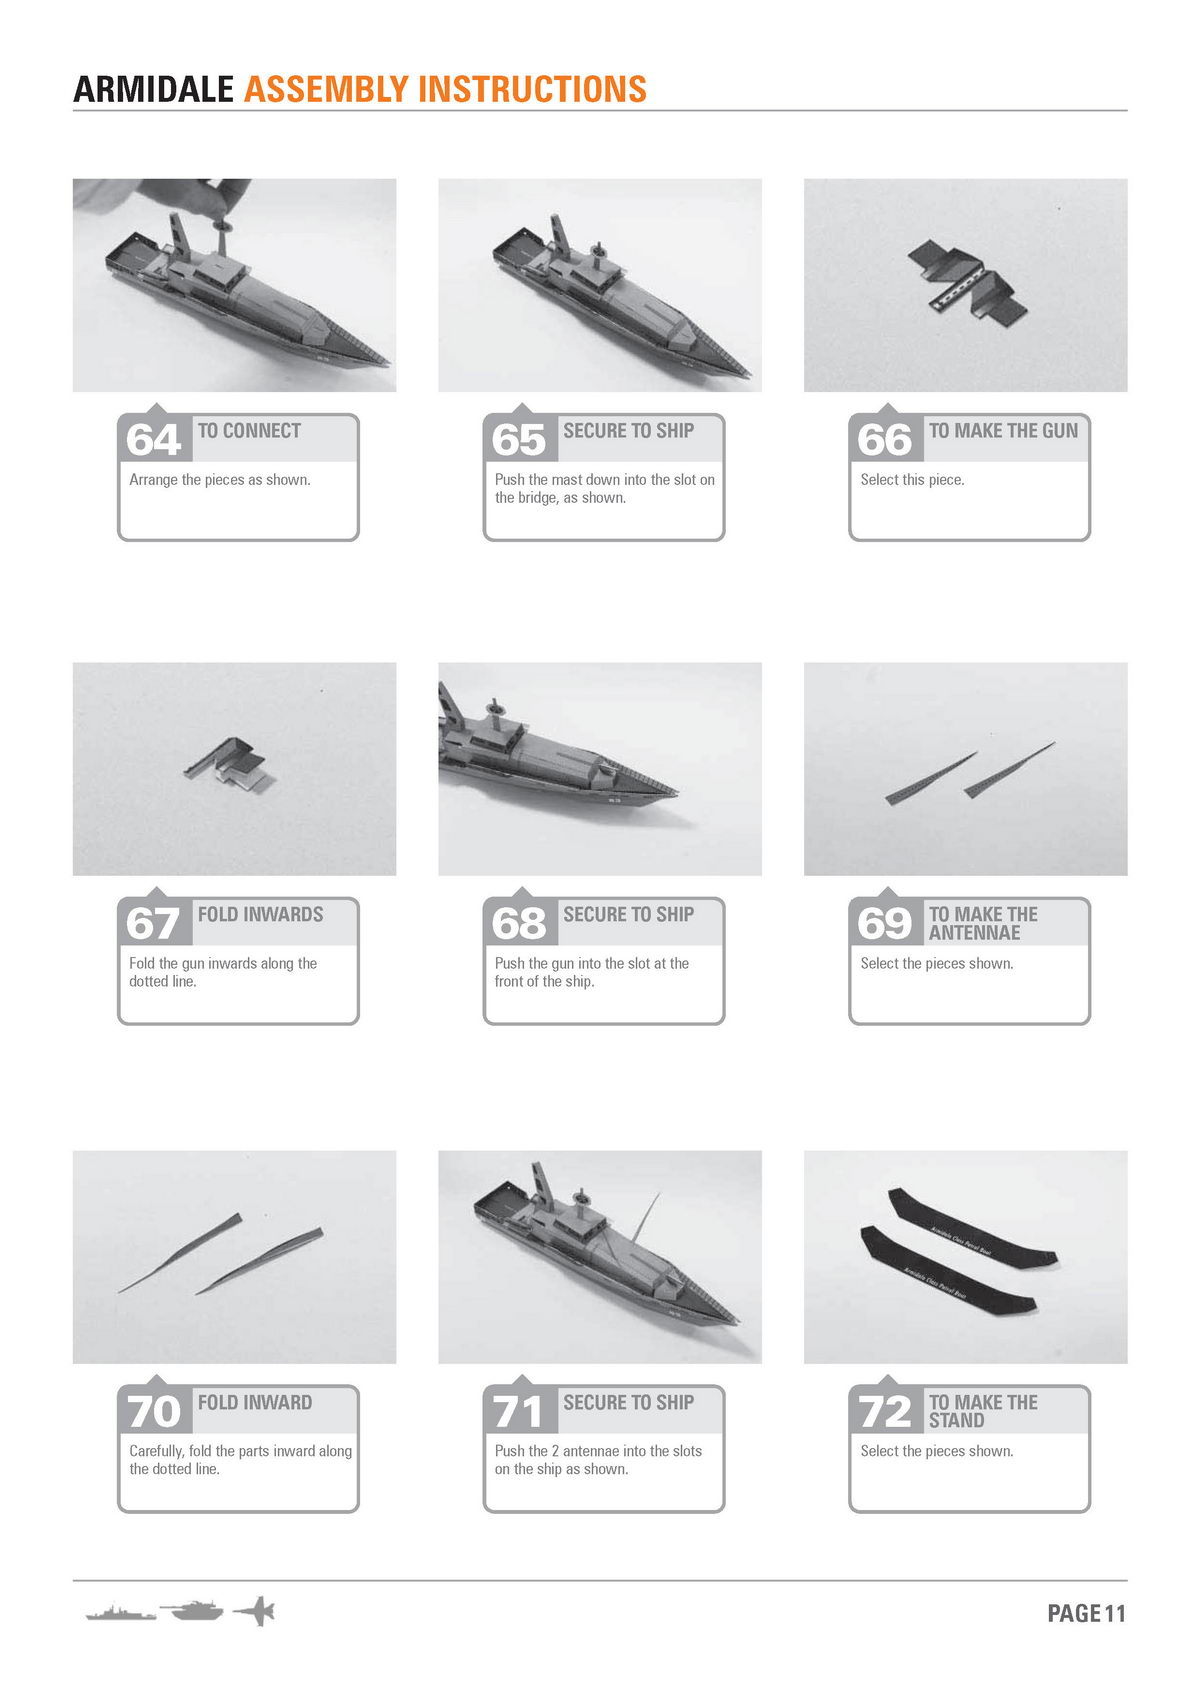 ARMIDALE ASSEMBLY INSTRUCTIONS
64 TO CONNECT
Arrange the pieces as shown.
65 SECURE TO SHIP
Push the mast down into the slot on
the bridge, as shown.
66 TO MAKE THE GUN
Select this piece.
67 FOLD INWARDS
Fold the gun inwards along the
dotted line.
68 SECURE TO SHIP
Push the gun into the slot at the
front of the ship.
69 TO MAKE THE
ANTENNAE
Select the pieces shown.
Armidale Class Patrol Boat
Armidale Class Patrol Boat
70 FOLD INWARD
Carefully, fold the parts inward along
the dotted line.
71 SECURE TO SHIP
Push the 2 antennae into the slots
on the ship as shown.
72 TO MAKE THE
STAND
Select the pieces shown.
PAGE 11